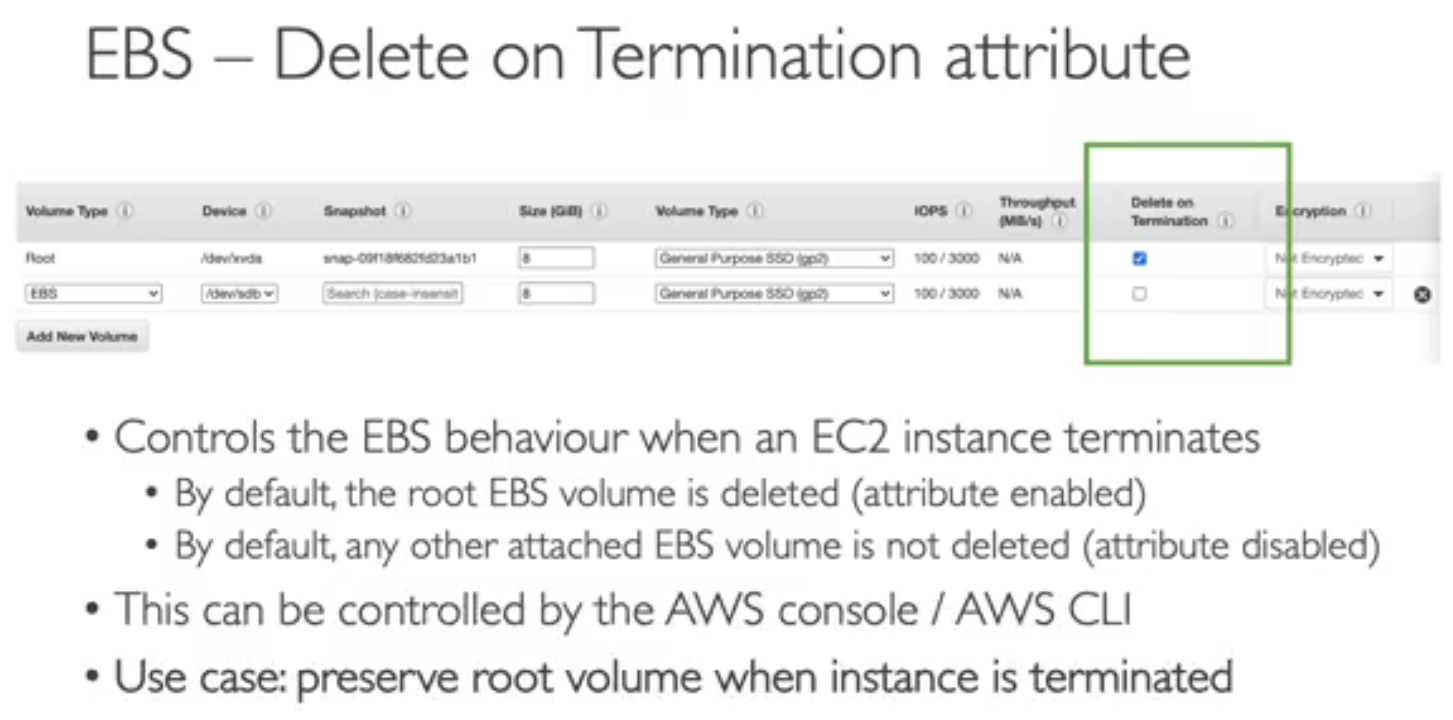 EBS – Delete on Termination attribute
Volume Type Device Snapshot Size (GiB) Volume Type IOPS Throughput (MB/s) Delete on Termination Encryption
Root /dev/xvda snap-09f18f682fd23a1b1 8 General Purpose SSD (gp2) 100 / 3000 N/A Not Encrypted
EBS /dev/sdb Search (case-insensit 8 General Purpose SSD (gp2) 100 / 3000 N/A Not Encrypted
Add New Volume
• Controls the EBS behaviour when an EC2 instance terminates
• By default, the root EBS volume is deleted (attribute enabled)
• By default, any other attached EBS volume is not deleted (attribute disabled)
• This can be controlled by the AWS console / AWS CLI
• Use case: preserve root volume when instance is terminated